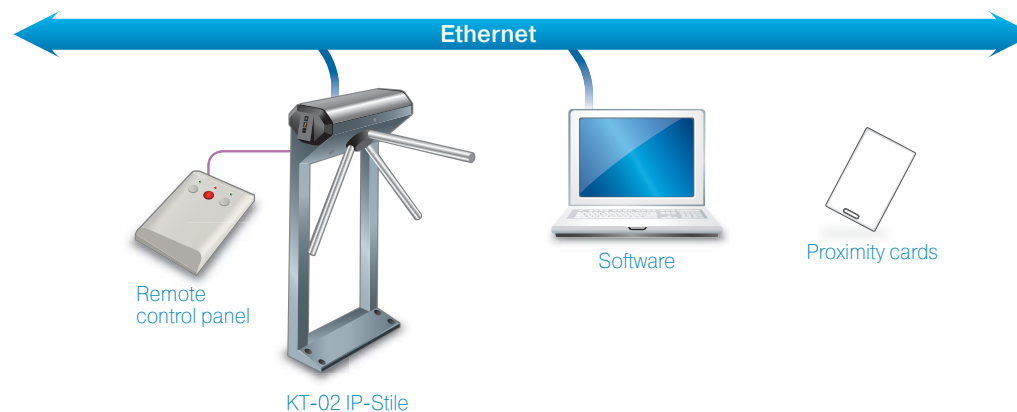 Ethernet
Software
Proximity cards
Remote
control panel
KT-02 IP-Stile